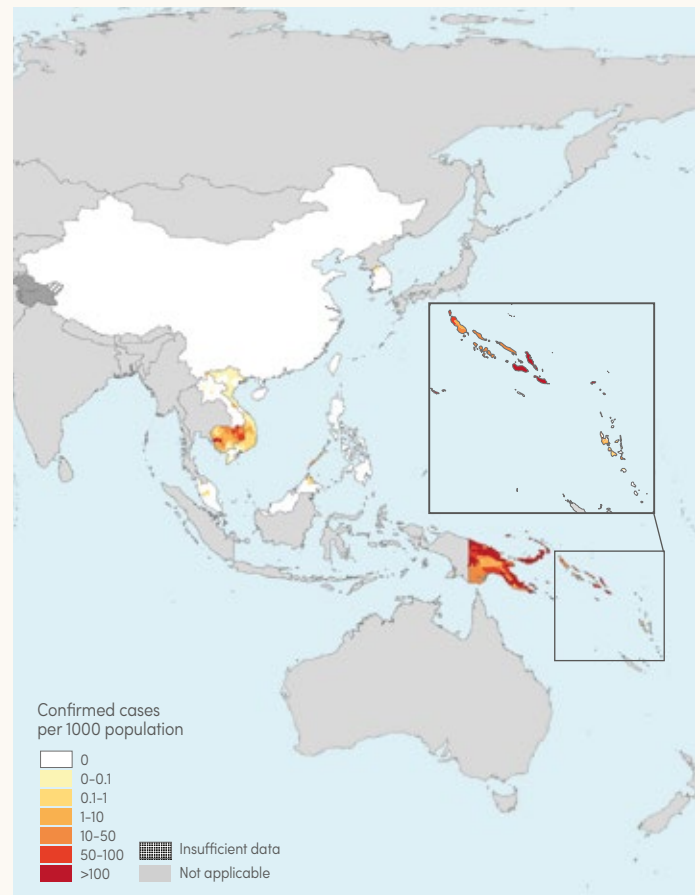 Confirmed cases
per 1000 population
0
0-0.1
0.1-1
1-10
10-50
50-100
>100
Insufficient data
Not applicable